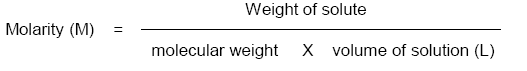 Weight of solute
Molarity (M) =
molecular weight X volume of solution (L)